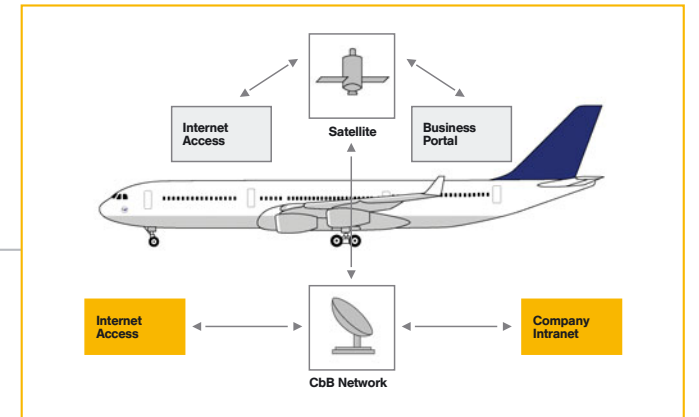 Satellite
Internet
Access
Business
Portal
Internet
Access
Company
Intranet
CbB Network